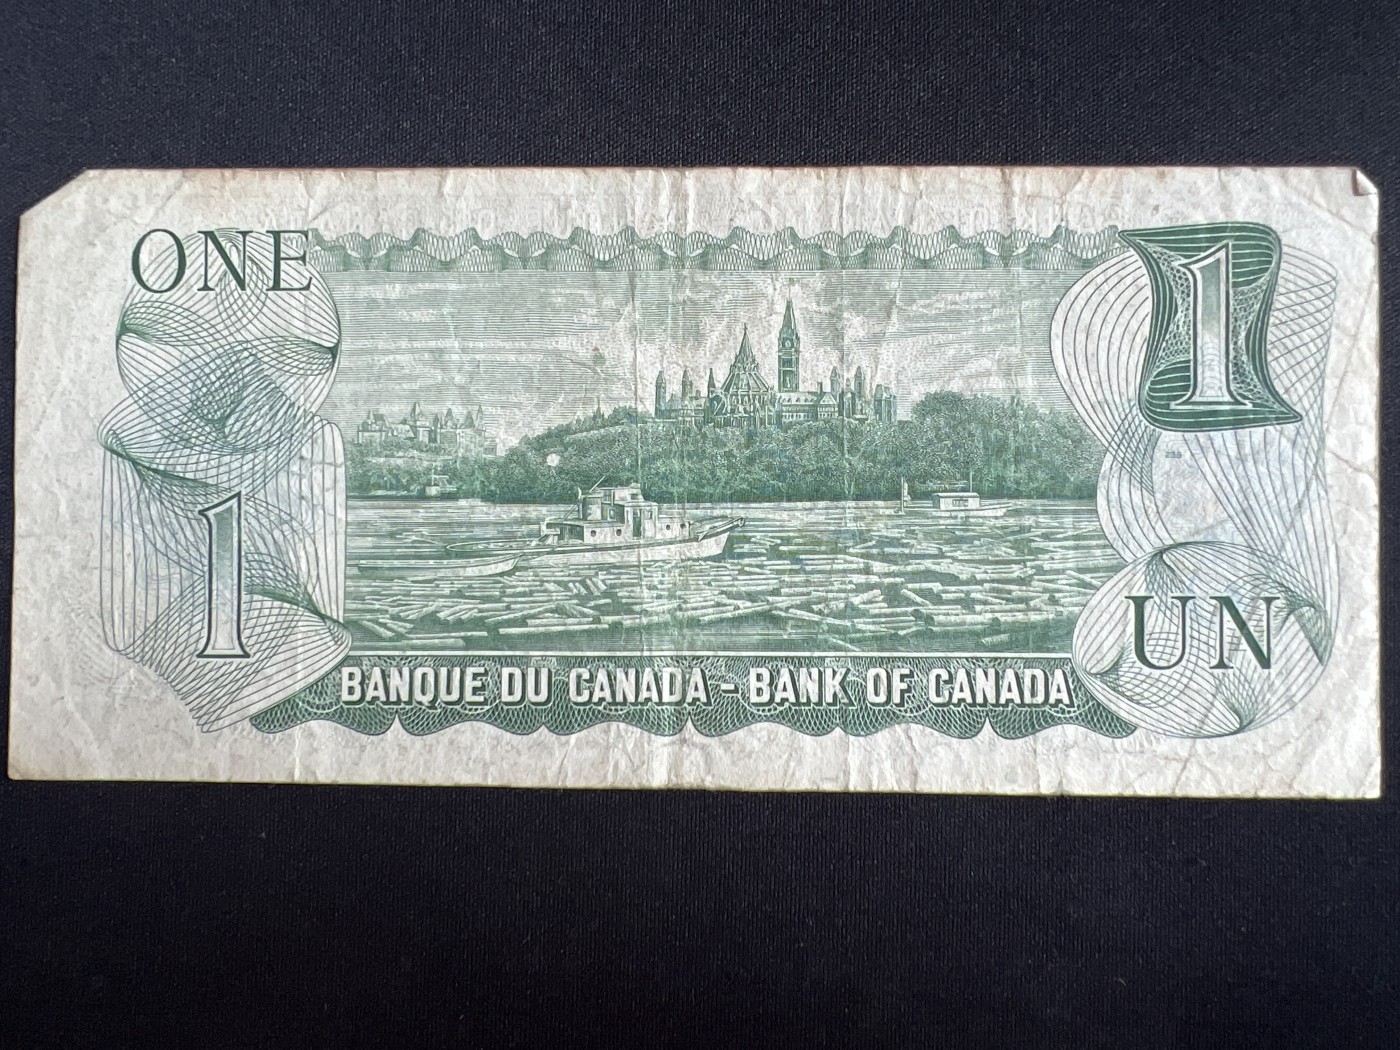 ONE
1
1
UN
BANQUE DU CANADA - BANK OF CANADA